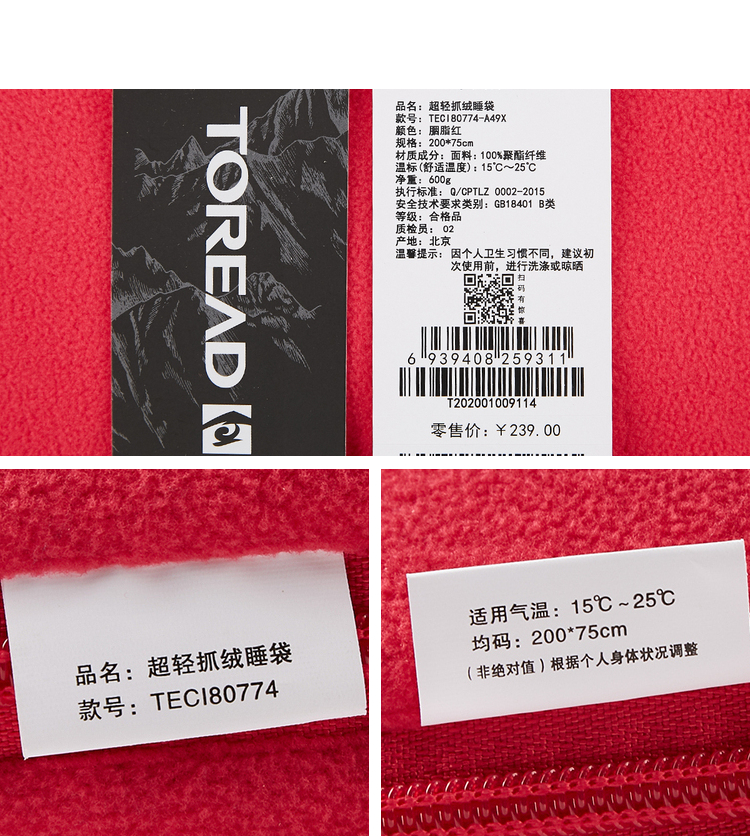 TOREAD
品名：超轻抓绒睡袋
款号：TECI80774-A49X
颜色：胭脂红
规格：200*75cm
材质成分：面料：100%聚酯纤维
温标(舒适温度)：15℃～25℃
净重：600g
执行标准：Q/CPTLZ 0002-2015
安全技术要求类别：GB18401 B类
等级：合格品
质检员：02
产地：北京
温馨提示：因个人卫生习惯不同，建议初
次使用前，进行洗涤或晾晒
扫
码
有
惊
喜
6 939408 259311
T202001009114
零售价：￥239.00
品名：超轻抓绒睡袋
款号：TECI80774
适用气温：15℃～25℃
均码：200*75cm
（非绝对值）根据个人身体状况调整